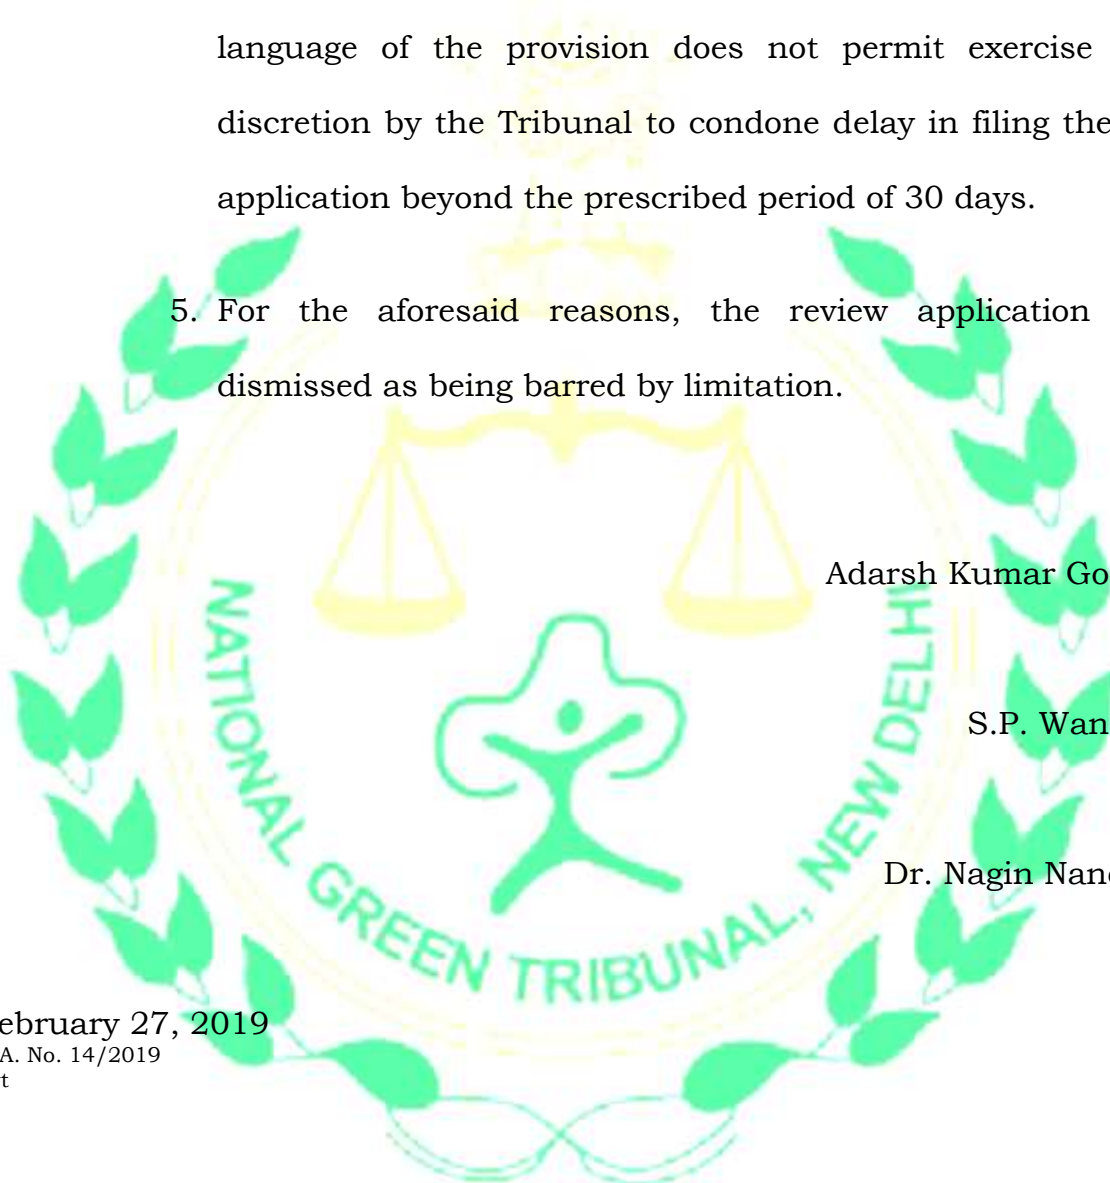 language of the provision does not permit exercise
discretion by the Tribunal to condone delay in filing the
application beyond the prescribed period of 30 days.
5. For the aforesaid reasons, the review application
dismissed as being barred by limitation.
Adarsh Kumar Go
S.P. Wan
Dr. Nagin Nan
NATIONAL GREEN TRIBUNAL, NEW DELHI
ebruary 27, 2019
A. No. 14/2019
t